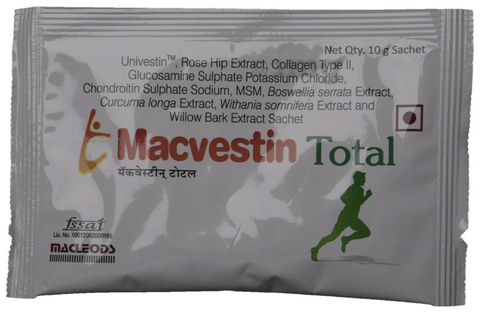 Net Qty. 10 g Sachet
Univestin™, Rose Hip Extract, Collagen Type II,
Glucosamine Sulphate Potassium Chloride,
Chondroitin Sulphate Sodium, MSM, Boswellia serrata Extract,
Curcuma longa Extract, Withania somnifera Extract and
Willow Bark Extract Sachet
Macvestin Total
मॅकवेस्टीन् टोटल
fssai
Lic. No.
MACLEODS